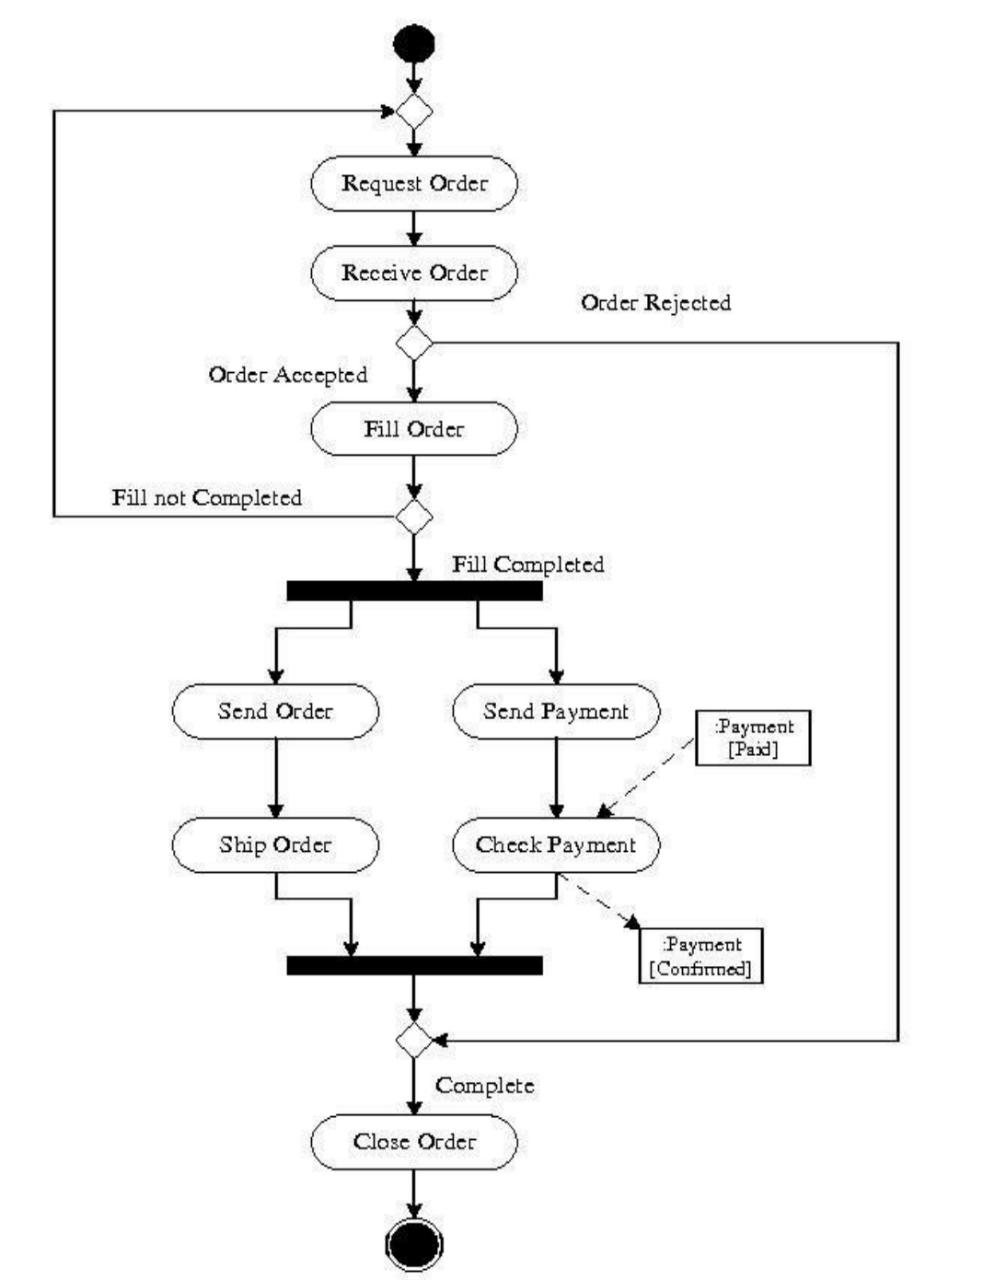 Request Order
Receive Order
Order Rejected
Order Accepted
Fill Order
Fill not Completed
Fill Completed
Send Order
Send Payment
:Payment
[Paid]
Ship Order
Check Payment
:Payment
[Confirmed]
Complete
Close Order